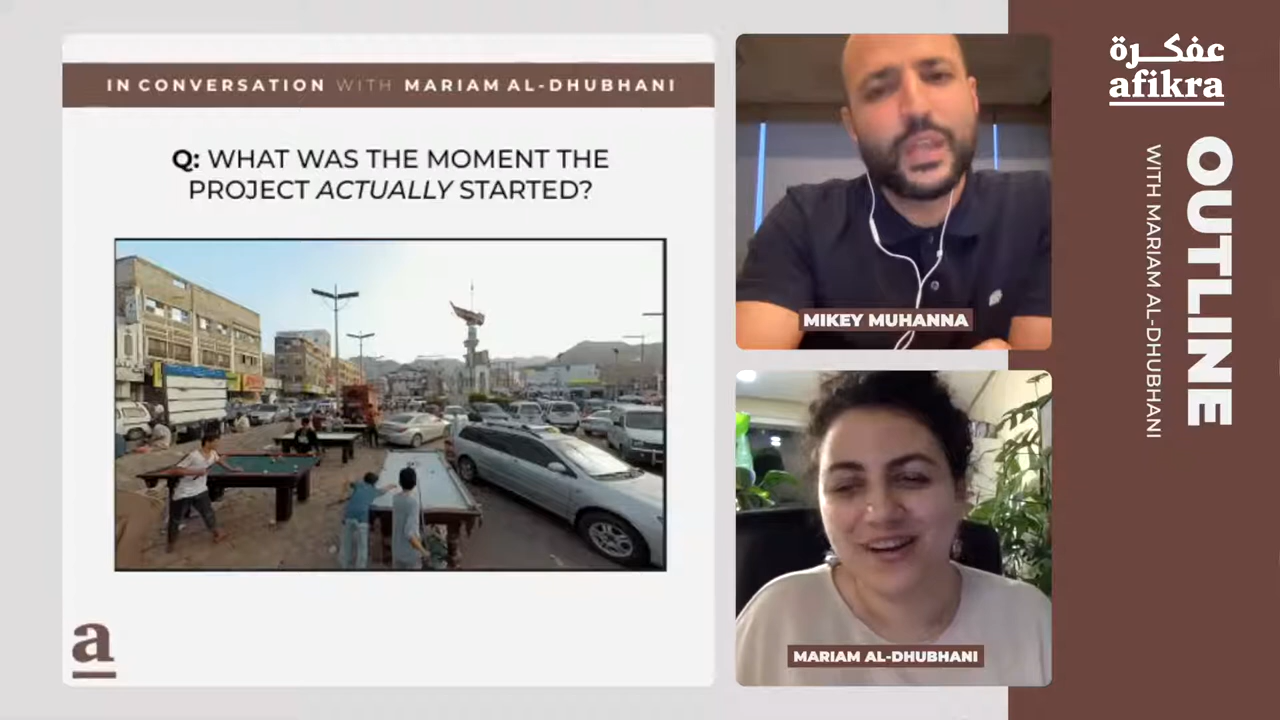 IN CONVERSATION WITH MARIAM AL-DHUBHANI
Q: WHAT WAS THE MOMENT THE
PROJECT ACTUALLY STARTED?
a
MIKEY MUHANNA
MARIAM AL-DHUBHANI
عفكرة
afikra
OUTLINE
WITH MARIAM AL-DHUBHANI